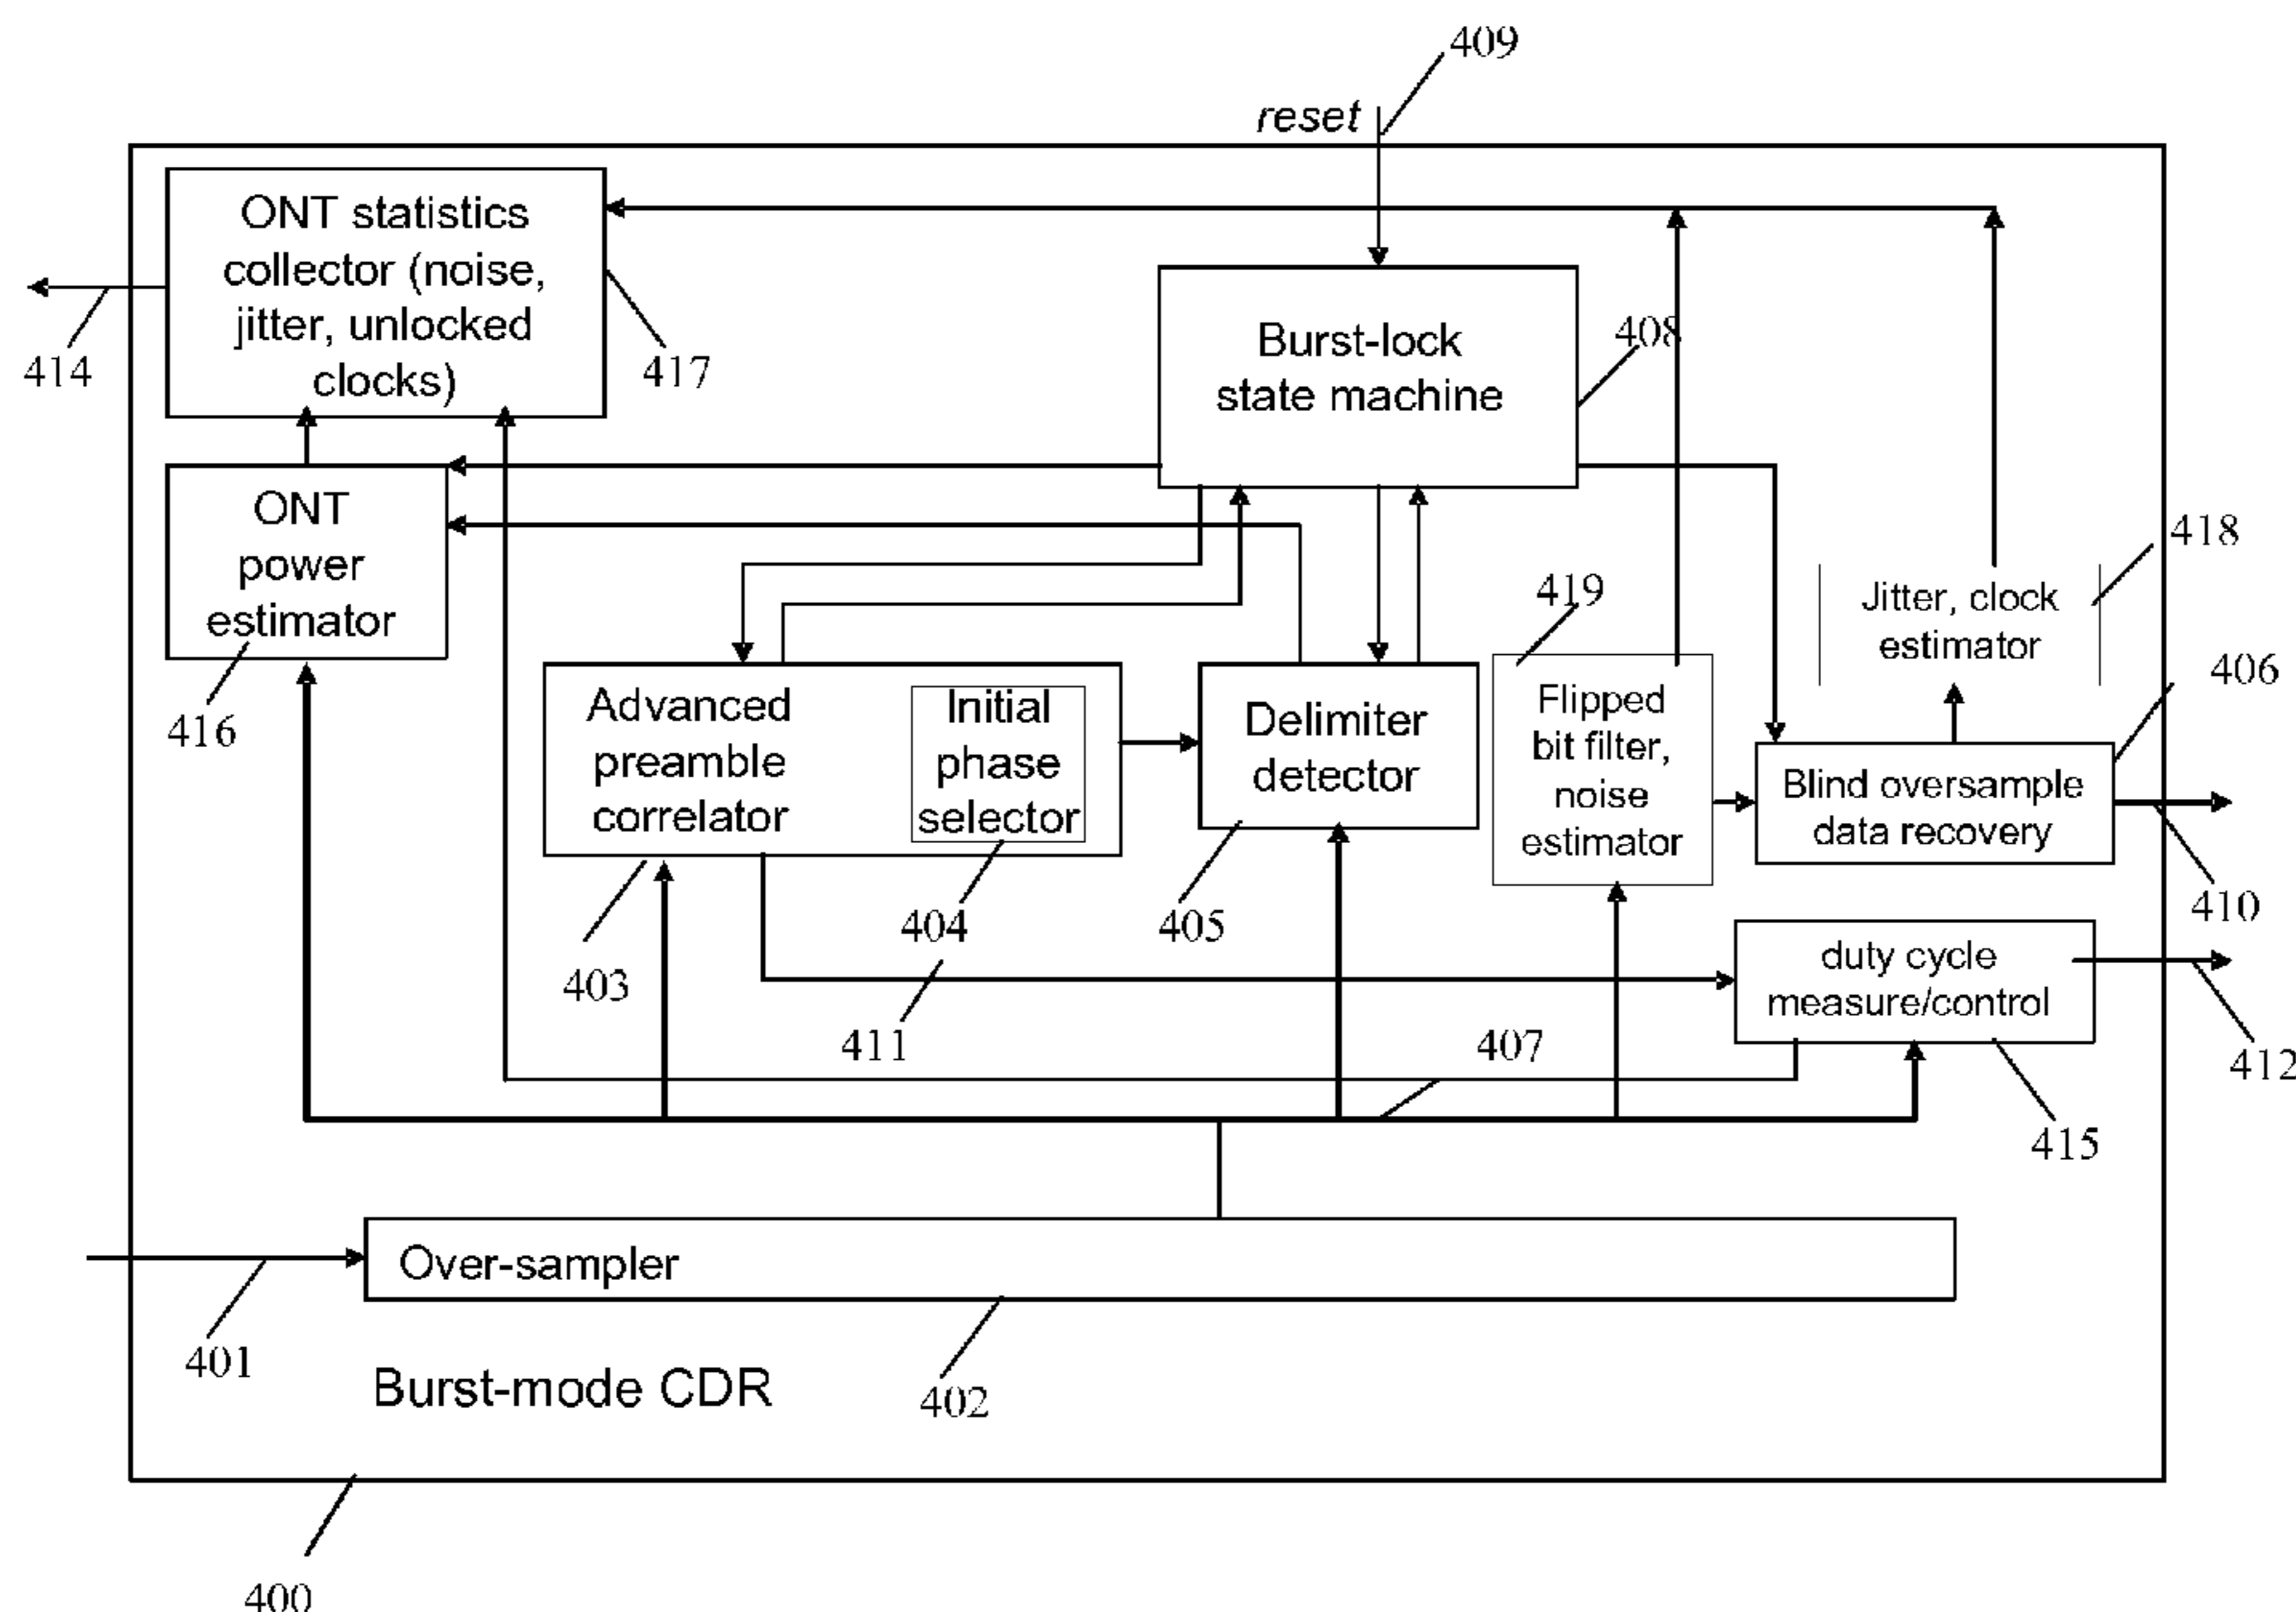 409
reset
ONT statistics
collector (noise,
jitter, unlocked
clocks)
414
417
Burst-lock
state machine
408
ONT
power
estimator
416
418
Jitter, clock
estimator
419
406
Advanced
preamble
correlator
Initial
phase
selector
Delimiter
detector
Flipped
bit filter,
noise
estimator
Blind oversample
data recovery
403
404
405
410
411
407
duty cycle
measure/control
412
415
Over-sampler
401
402
Burst-mode CDR
400